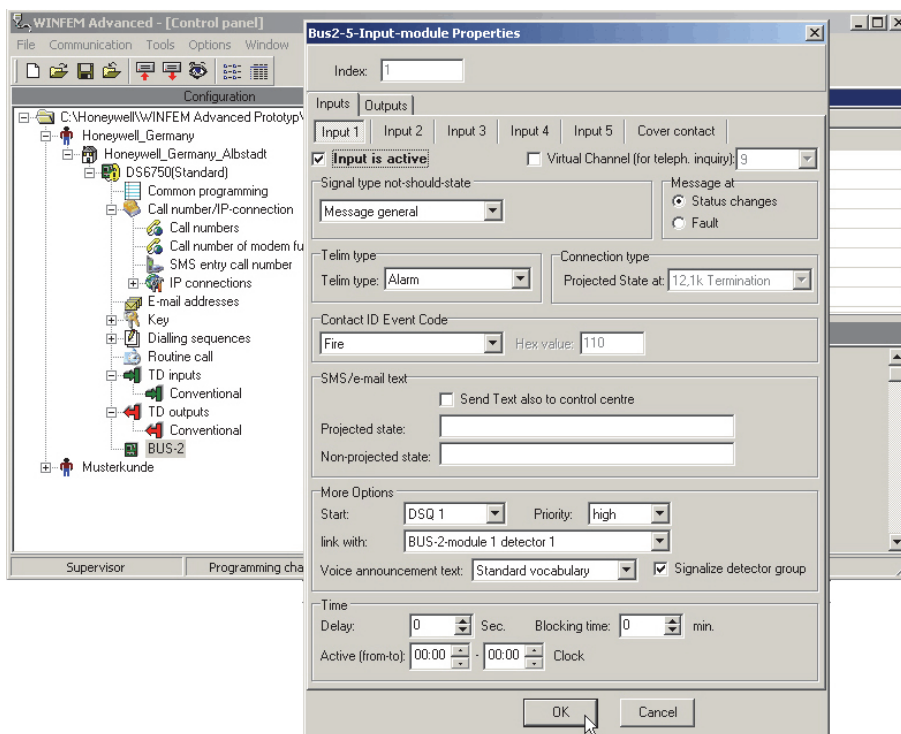 WINFEM Advanced - [Control panel]
File Communication Tools Options Window
Configuration
C:\Honeywell\WINFEM Advanced Prototyp\
Honeywell_Germany
Honeywell_Germany_Albstadt
DS6750(Standard)
Common programming
Call number/IP-connection
Call numbers
Call number of modem fu
SMS entry call number
IP connections
E-mail addresses
Key
Dialling sequences
Routine call
TD inputs
Conventional
TD outputs
Conventional
BUS-2
Musterkunde
Supervisor Programming cha
Bus2-5-Input-module Properties
Index: 1
Inputs Outputs
Input 1 Input 2 Input 3 Input 4 Input 5 Cover contact
Input is active Virtual Channel (for teleph. inquiry): 9
Signal type not-should-state Message at
Message general Status changes
Fault
Telim type Connection type
Telim type: Alarm Projected State at: 12,1k Termination
Contact ID Event Code
Fire Hex value: 110
SMS/e-mail text
Send Text also to control centre
Projected state:
Non-projected state:
More Options
Start: DSQ 1 Priority: high
link with: BUS-2-module 1 detector 1
Voice announcement text: Standard vocabulary Signalize detector group
Time
Delay: 0 Sec. Blocking time: 0 min.
Active (from-to): 00:00 - 00:00 Clock
OK Cancel